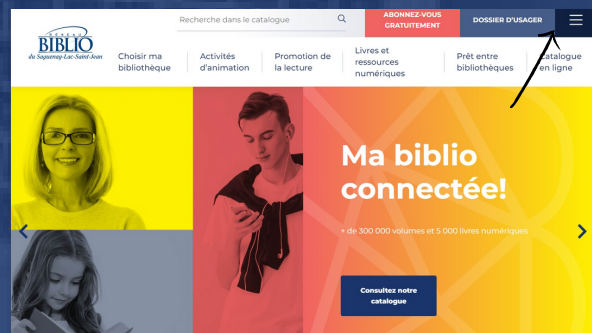 Recherche dans le catalogue
ABONNEZ-VOUS
GRATUITEMENT
DOSSIER D'USAGER
RÉSEAU
BIBLIO
du Saguenay-Lac-Saint-Jean
Choisir ma
bibliothèque
Activités
d'animation
Promotion de
la lecture
Livres et
ressources
numériques
Prêt entre
bibliothèques
Catalogue
en ligne
Ma biblio
connectée!
+ de 300 000 volumes et 5 000 livres numériques
Consultez notre
catalogue